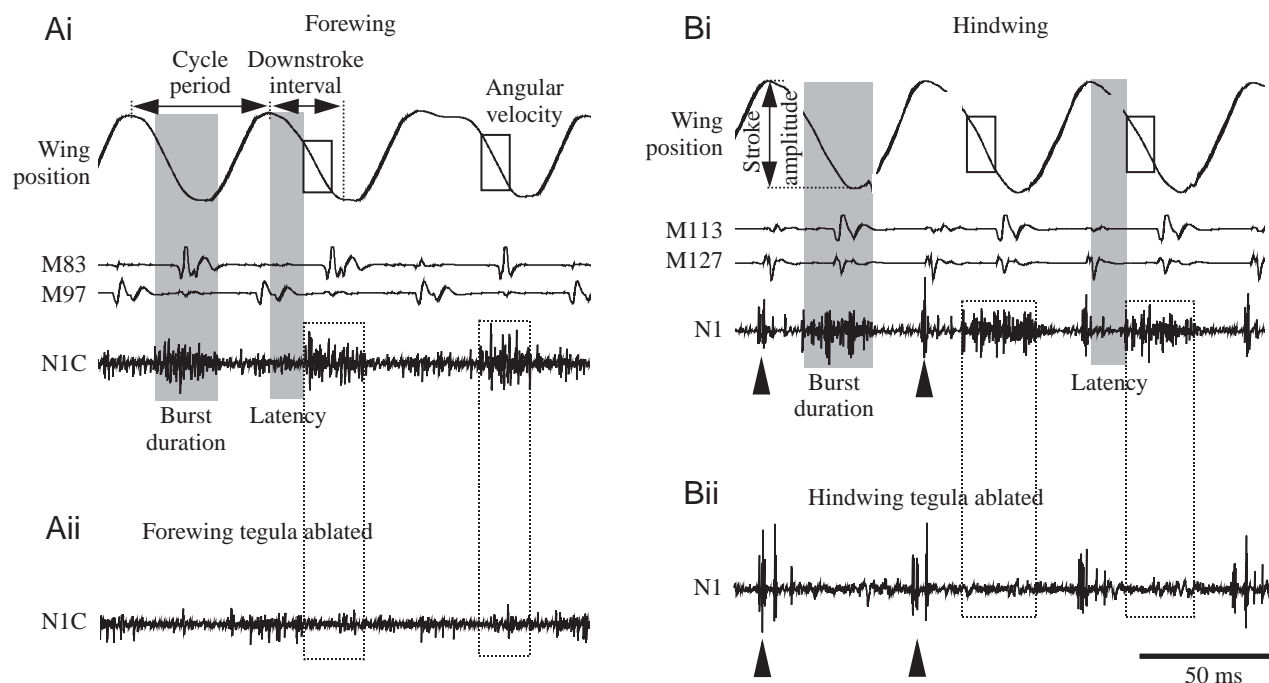 Ai
Forewing
Cycle period
Downstroke interval
Angular velocity
Wing position
M83
M97
N1C
Burst duration
Latency
Aii
Forewing tegula ablated
N1C
Bi
Hindwing
Wing position
Stroke amplitude
M113
M127
N1
Burst duration
Latency
Bii
Hindwing tegula ablated
N1
50 ms